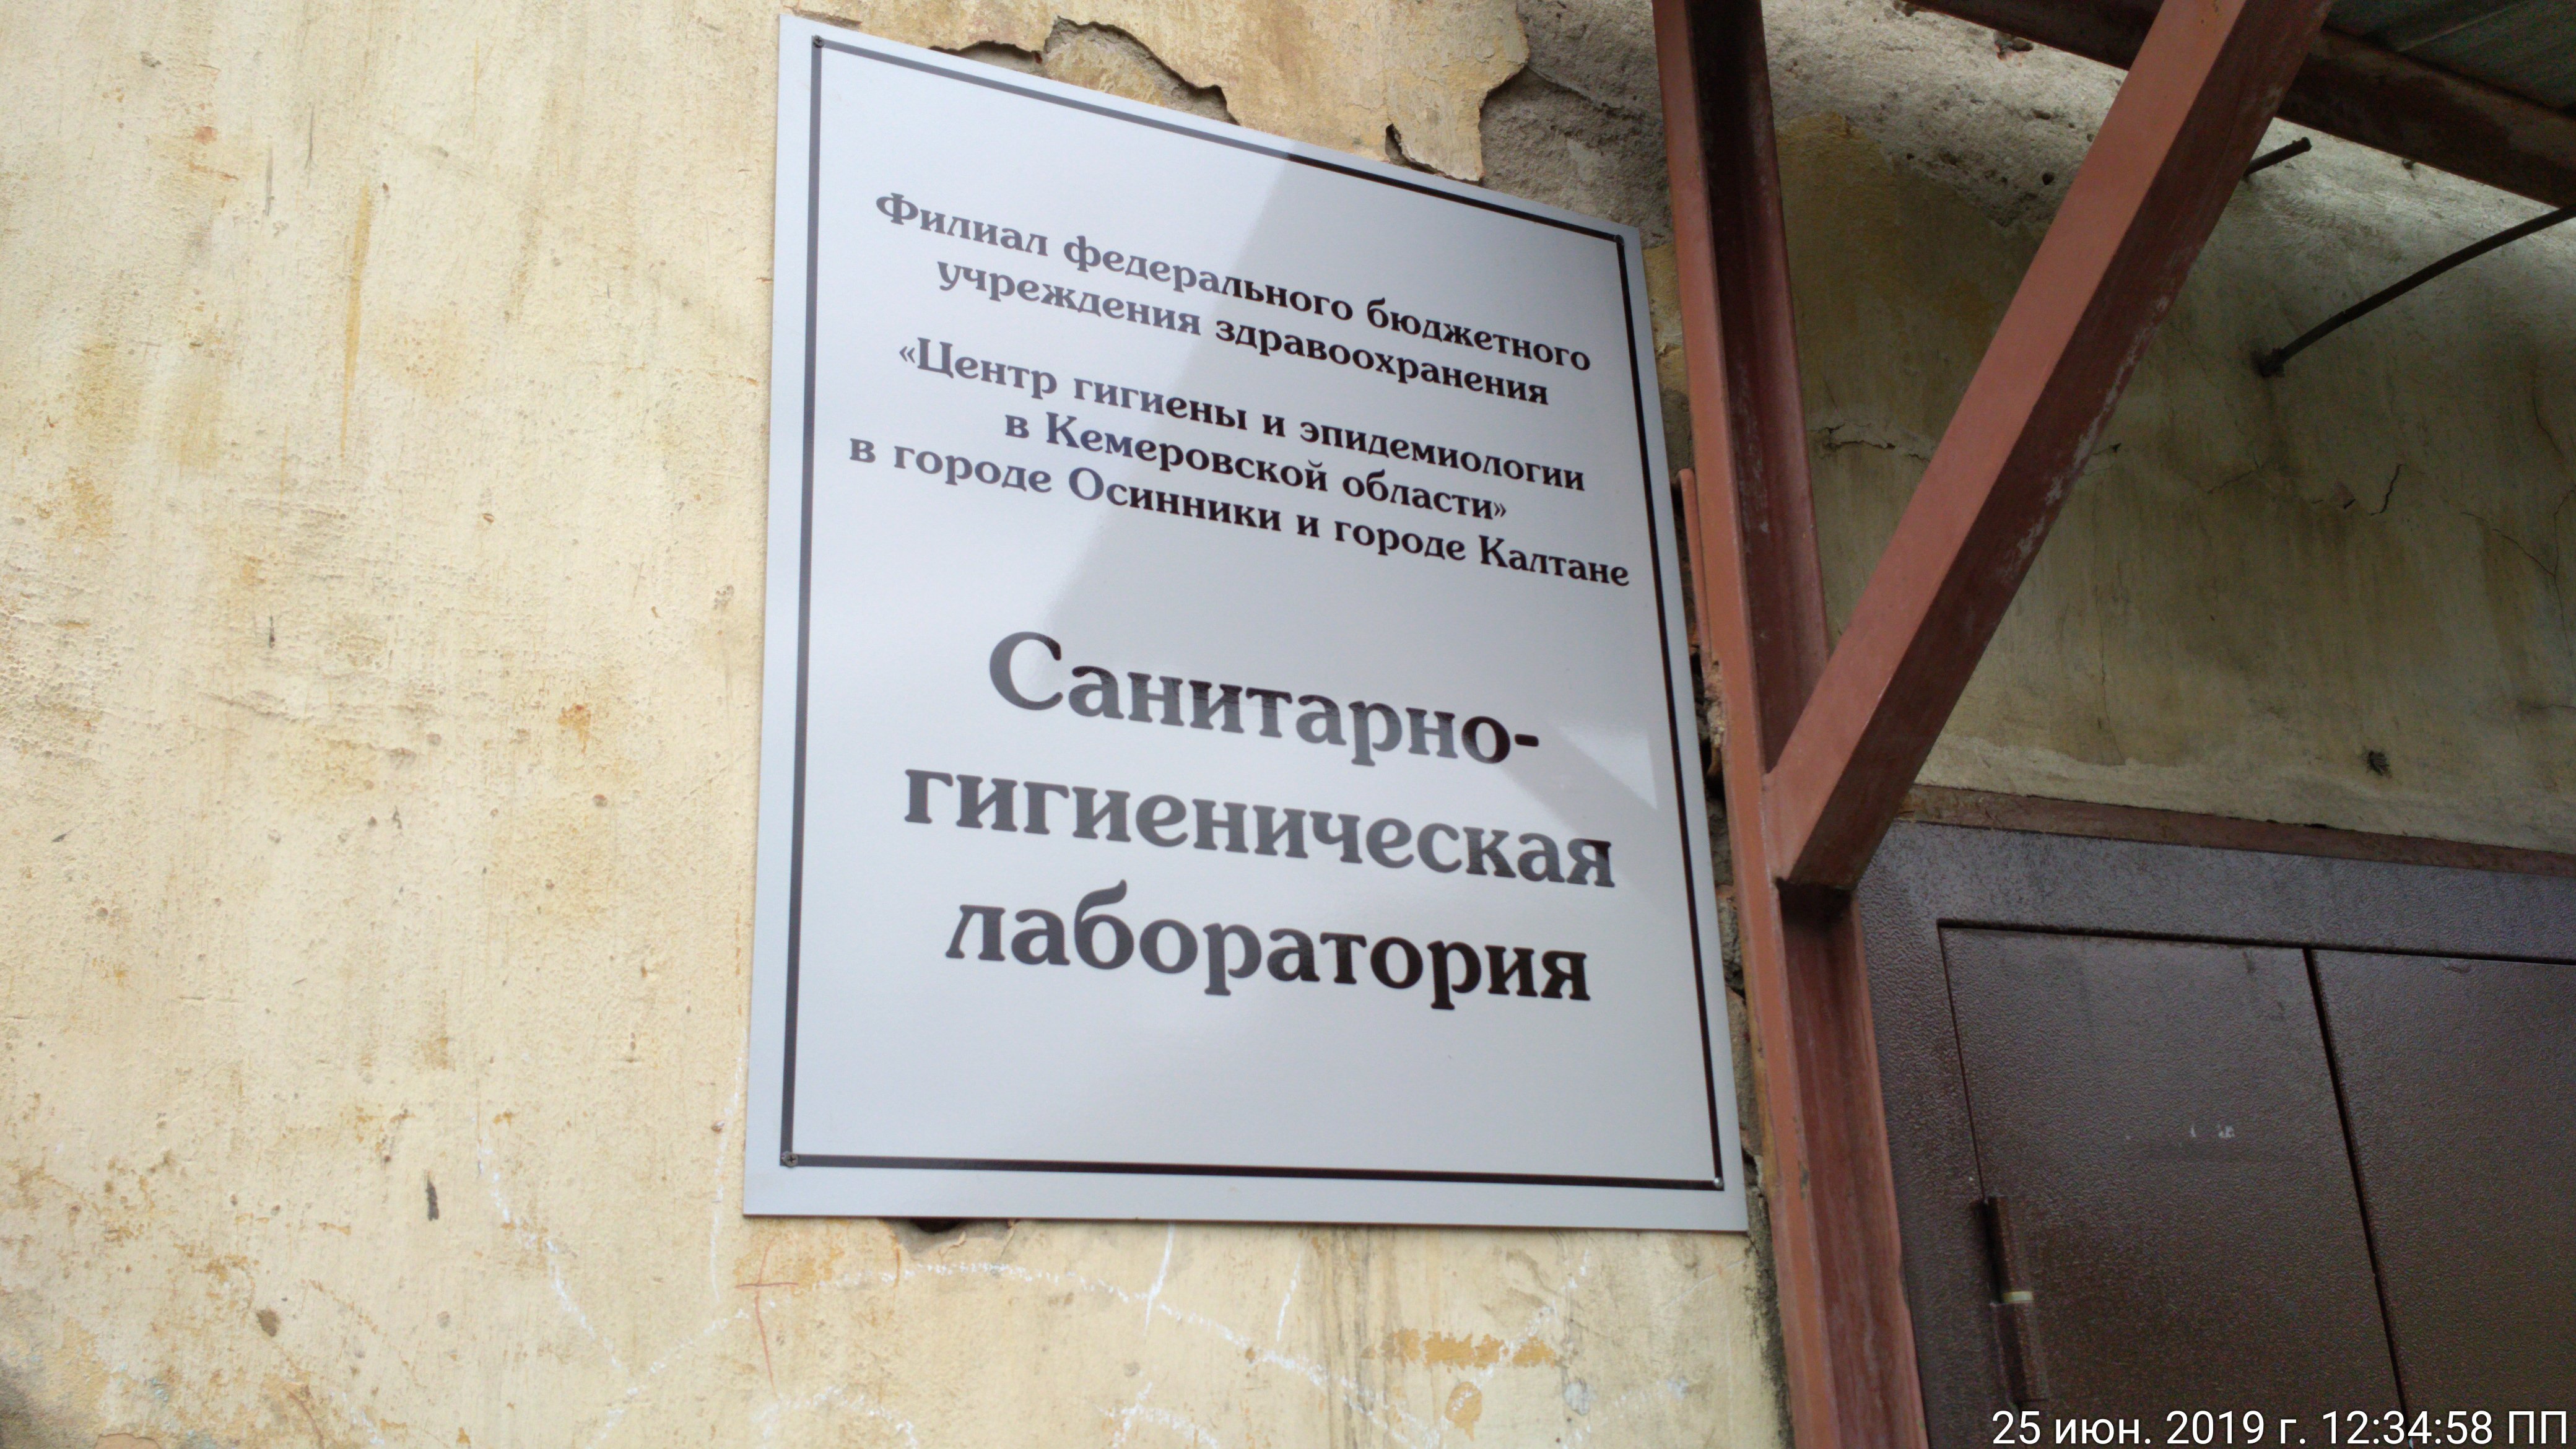 Филиал федерального бюджетного
учреждения здравоохранения
«Центр гигиены и эпидемиологии
в Кемеровской области»
в городе Осинники и городе Калтане
Санитарно-
гигиеническая
лаборатория
25 июн. 2019 г. 12:34:58 ПП